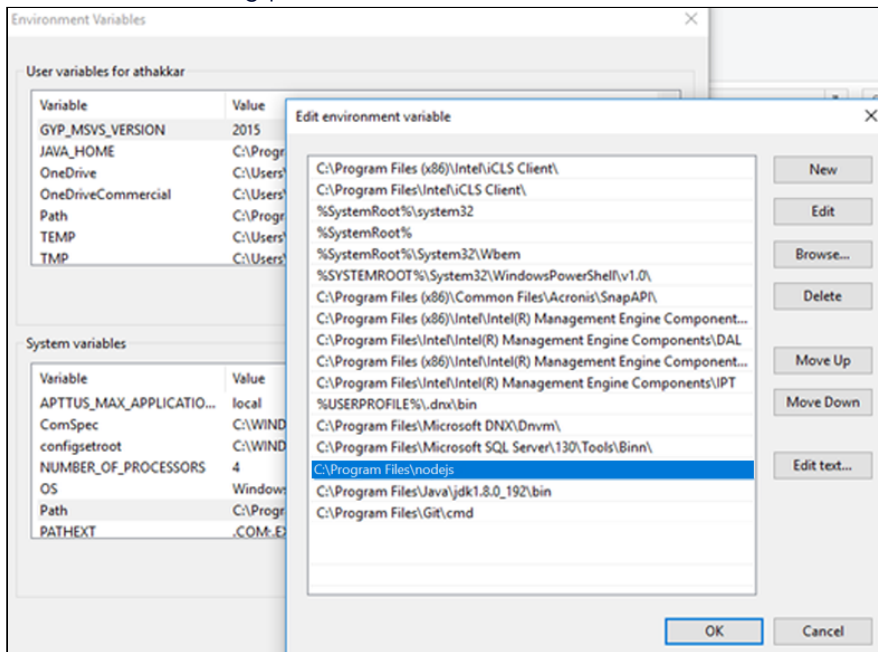 Environment Variables
User variables for athakkar
Variable Value
GYP_MSVS_VERSION 2015
JAVA_HOME C:\Progr
OneDrive C:\Users\
OneDriveCommercial C:\Users\
Path C:\Progr
TEMP C:\Users\
TMP C:\Users\
System variables
Variable Value
APTTUS_MAX_APPLICATIO... local
ComSpec C:\WIND
configsetroot C:\WIND
NUMBER_OF_PROCESSORS 4
OS Windows
Path C:\Progr
PATHEXT .COM;.EX
Edit environment variable
C:\Program Files (x86)\Intel\iCLS Client\
C:\Program Files\Intel\iCLS Client\
%SystemRoot%\system32
%SystemRoot%
%SystemRoot%\System32\Wbem
%SYSTEMROOT%\System32\WindowsPowerShell\v1.0\
C:\Program Files (x86)\Common Files\Acronis\SnapAPI\
C:\Program Files (x86)\Intel\Intel(R) Management Engine Component...
C:\Program Files\Intel\Intel(R) Management Engine Components\DAL
C:\Program Files (x86)\Intel\Intel(R) Management Engine Component...
C:\Program Files\Intel\Intel(R) Management Engine Components\IPT
%USERPROFILE%\.dnx\bin
C:\Program Files\Microsoft DNX\Dnvm\
C:\Program Files\Microsoft SQL Server\130\Tools\Binn\
C:\Program Files\nodejs
C:\Program Files\Java\jdk1.8.0_192\bin
C:\Program Files\Git\cmd
New
Edit
Browse...
Delete
Move Up
Move Down
Edit text...
OK
Cancel